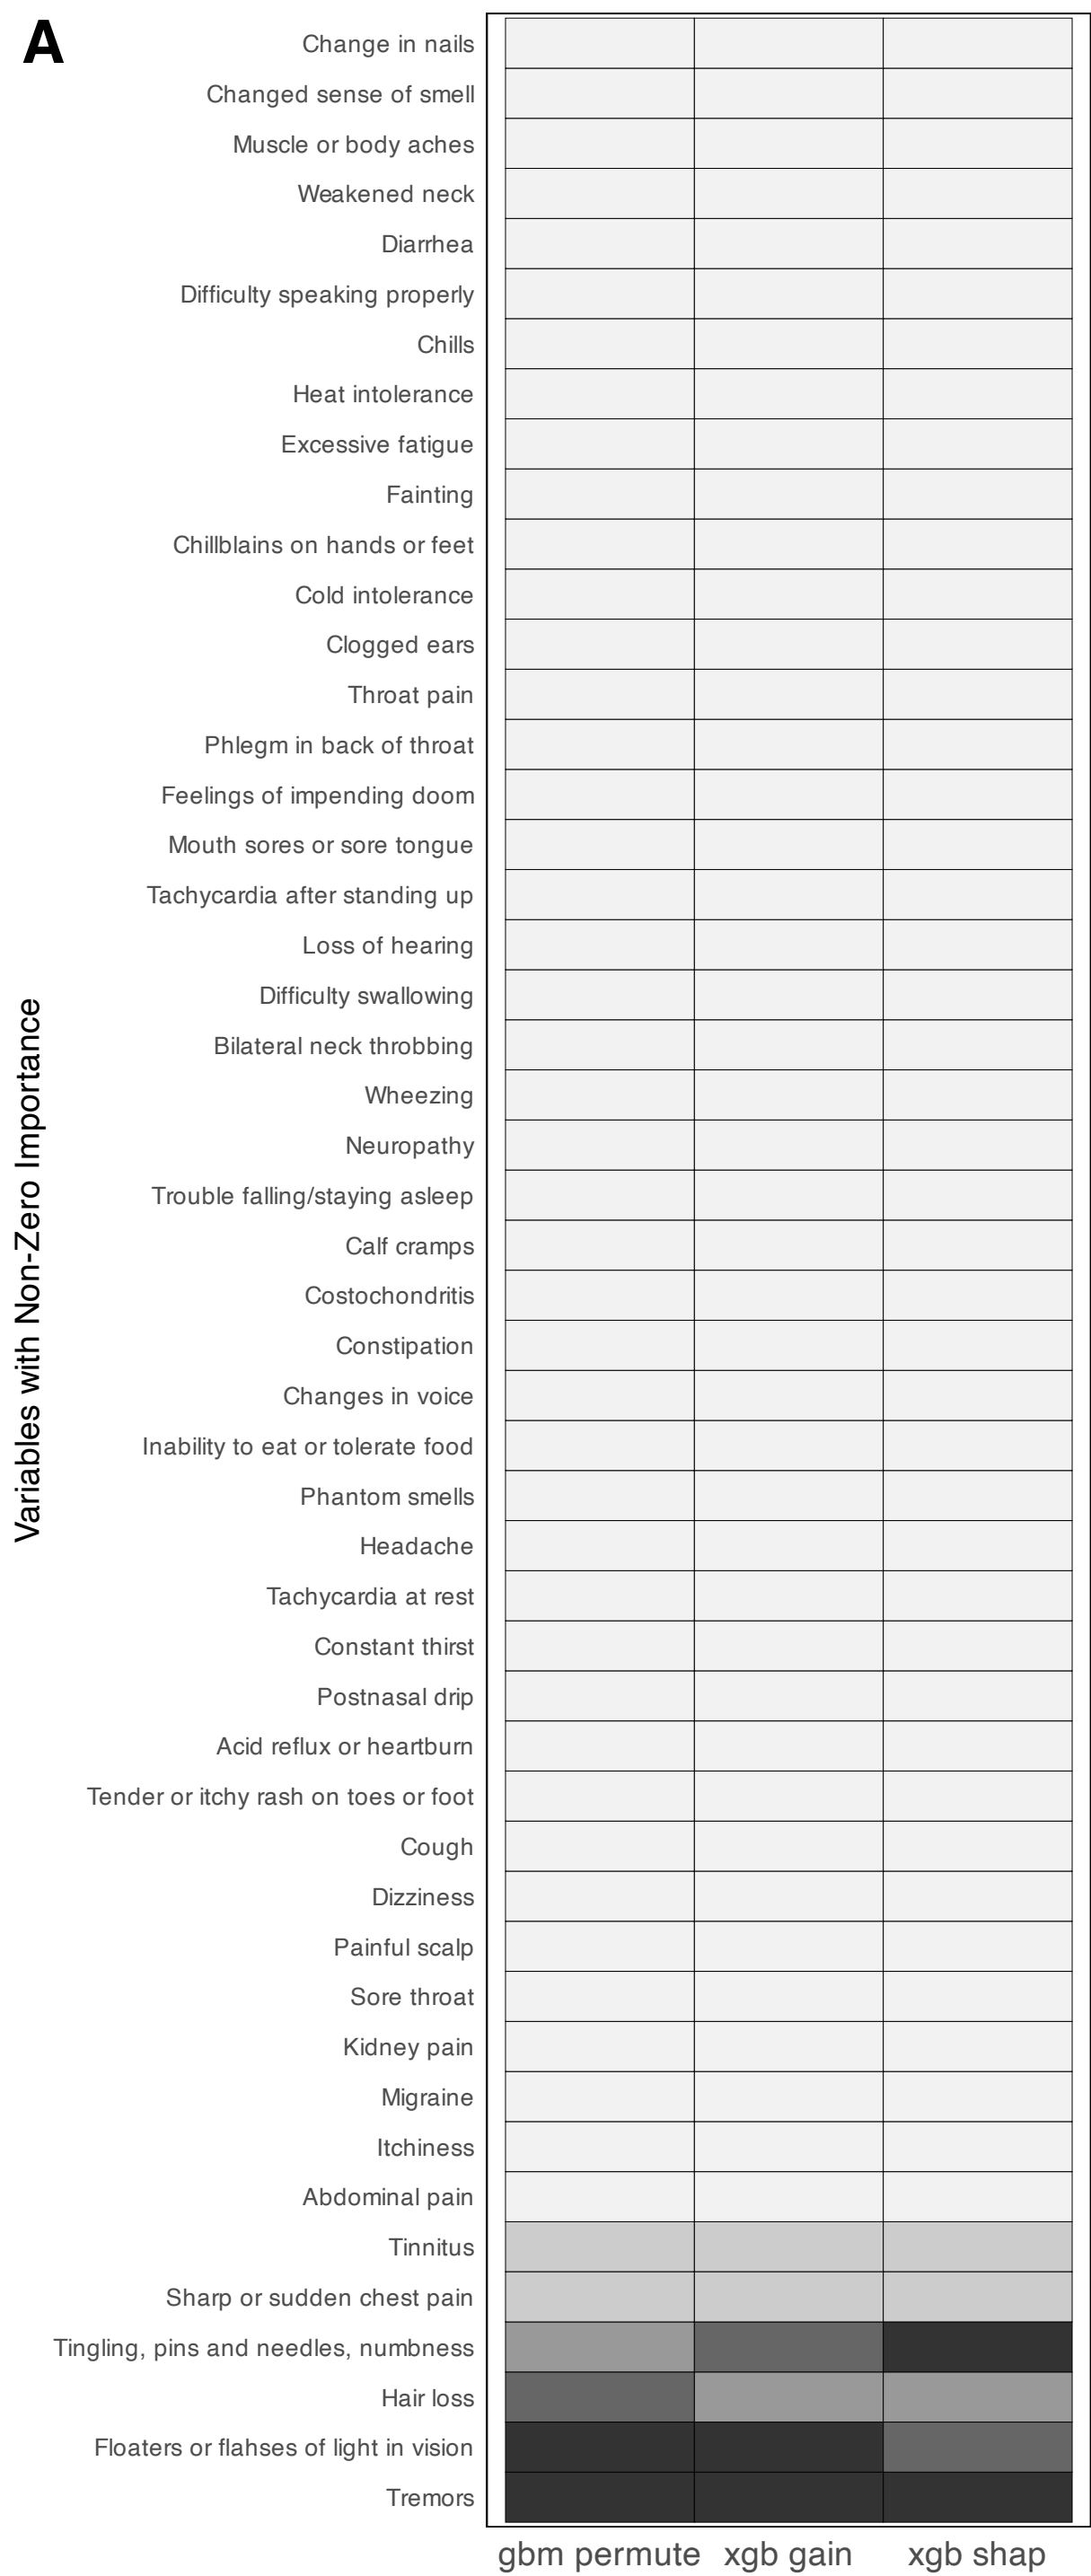 A
Change in nails
Changed sense of smell
Muscle or body aches
Weakened neck
Diarrhea
Difficulty speaking properly
Chills
Heat intolerance
Excessive fatigue
Fainting
Chillblains on hands or feet
Cold intolerance
Clogged ears
Throat pain
Phlegm in back of throat
Feelings of impending doom
Mouth sores or sore tongue
Tachycardia after standing up
Loss of hearing
Difficulty swallowing
Bilateral neck throbbing
Wheezing
Neuropathy
Trouble falling/staying asleep
Calf cramps
Costochondritis
Constipation
Changes in voice
Inability to eat or tolerate food
Phantom smells
Headache
Tachycardia at rest
Constant thirst
Postnasal drip
Acid reflux or heartburn
Tender or itchy rash on toes or foot
Cough
Dizziness
Painful scalp
Sore throat
Kidney pain
Migraine
Itchiness
Abdominal pain
Tinnitus
Sharp or sudden chest pain
Tingling, pins and needles, numbness
Hair loss
Floaters or flahses of light in vision
Tremors
Variables with Non-Zero Importance
gbm permute xgb gain xgb shap